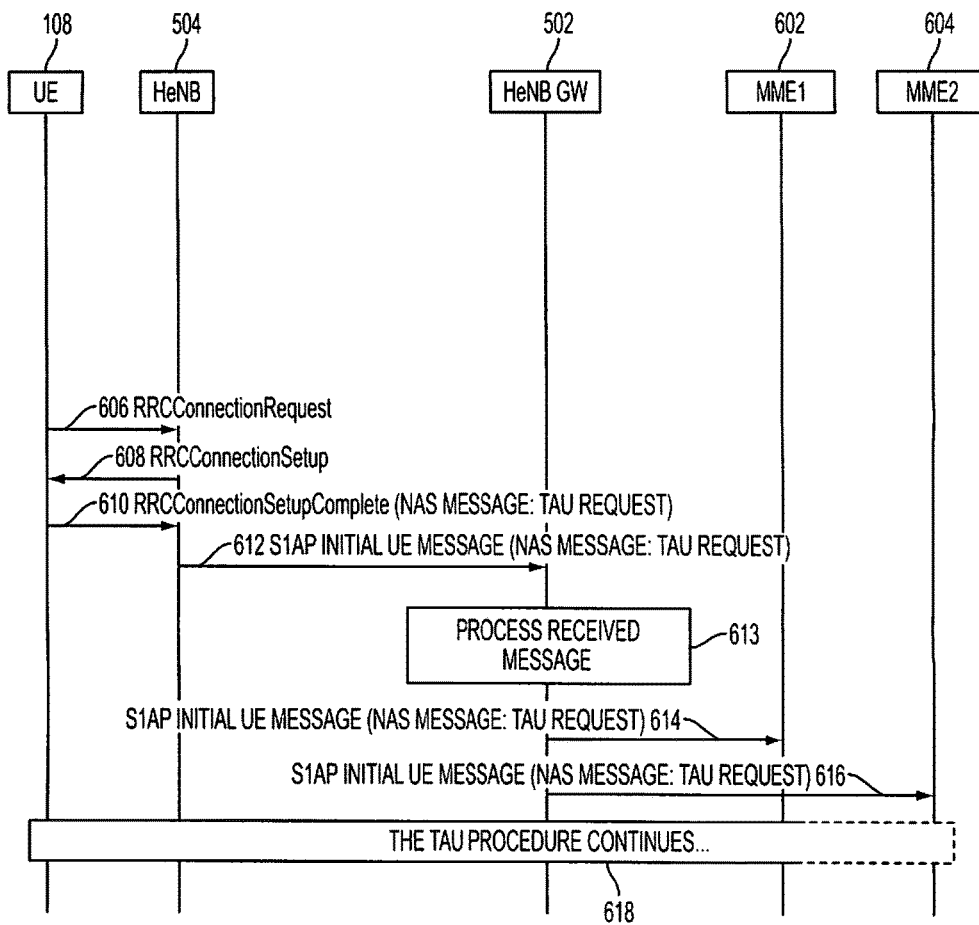 108
504
502
602
604
UE
HeNB
HeNB GW
MME1
MME2
606 RRCConnectionRequest
608 RRCConnectionSetup
610 RRCConnectionSetupComplete (NAS MESSAGE: TAU REQUEST)
612 S1AP INITIAL UE MESSAGE (NAS MESSAGE: TAU REQUEST)
PROCESS RECEIVED
MESSAGE
613
S1AP INITIAL UE MESSAGE (NAS MESSAGE: TAU REQUEST) 614
S1AP INITIAL UE MESSAGE (NAS MESSAGE: TAU REQUEST) 616
THE TAU PROCEDURE CONTINUES...
618